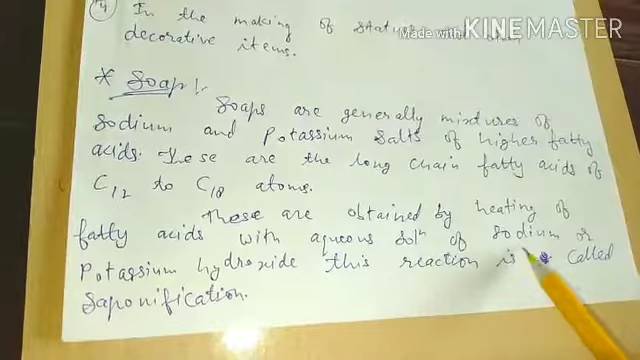 (4) In the making of statues and other
decorative items.
Made with KINEMASTER
* Soap :-
Soaps are generally mixtures of
Sodium and Potassium Salts of higher fatty
acids. These are the long chain fatty acids of
C12 to C18 atoms.
These are obtained by heating of
fatty acids with aqueous solⁿ of sodium or
Potassium hydroxide this reaction is called
Saponification.